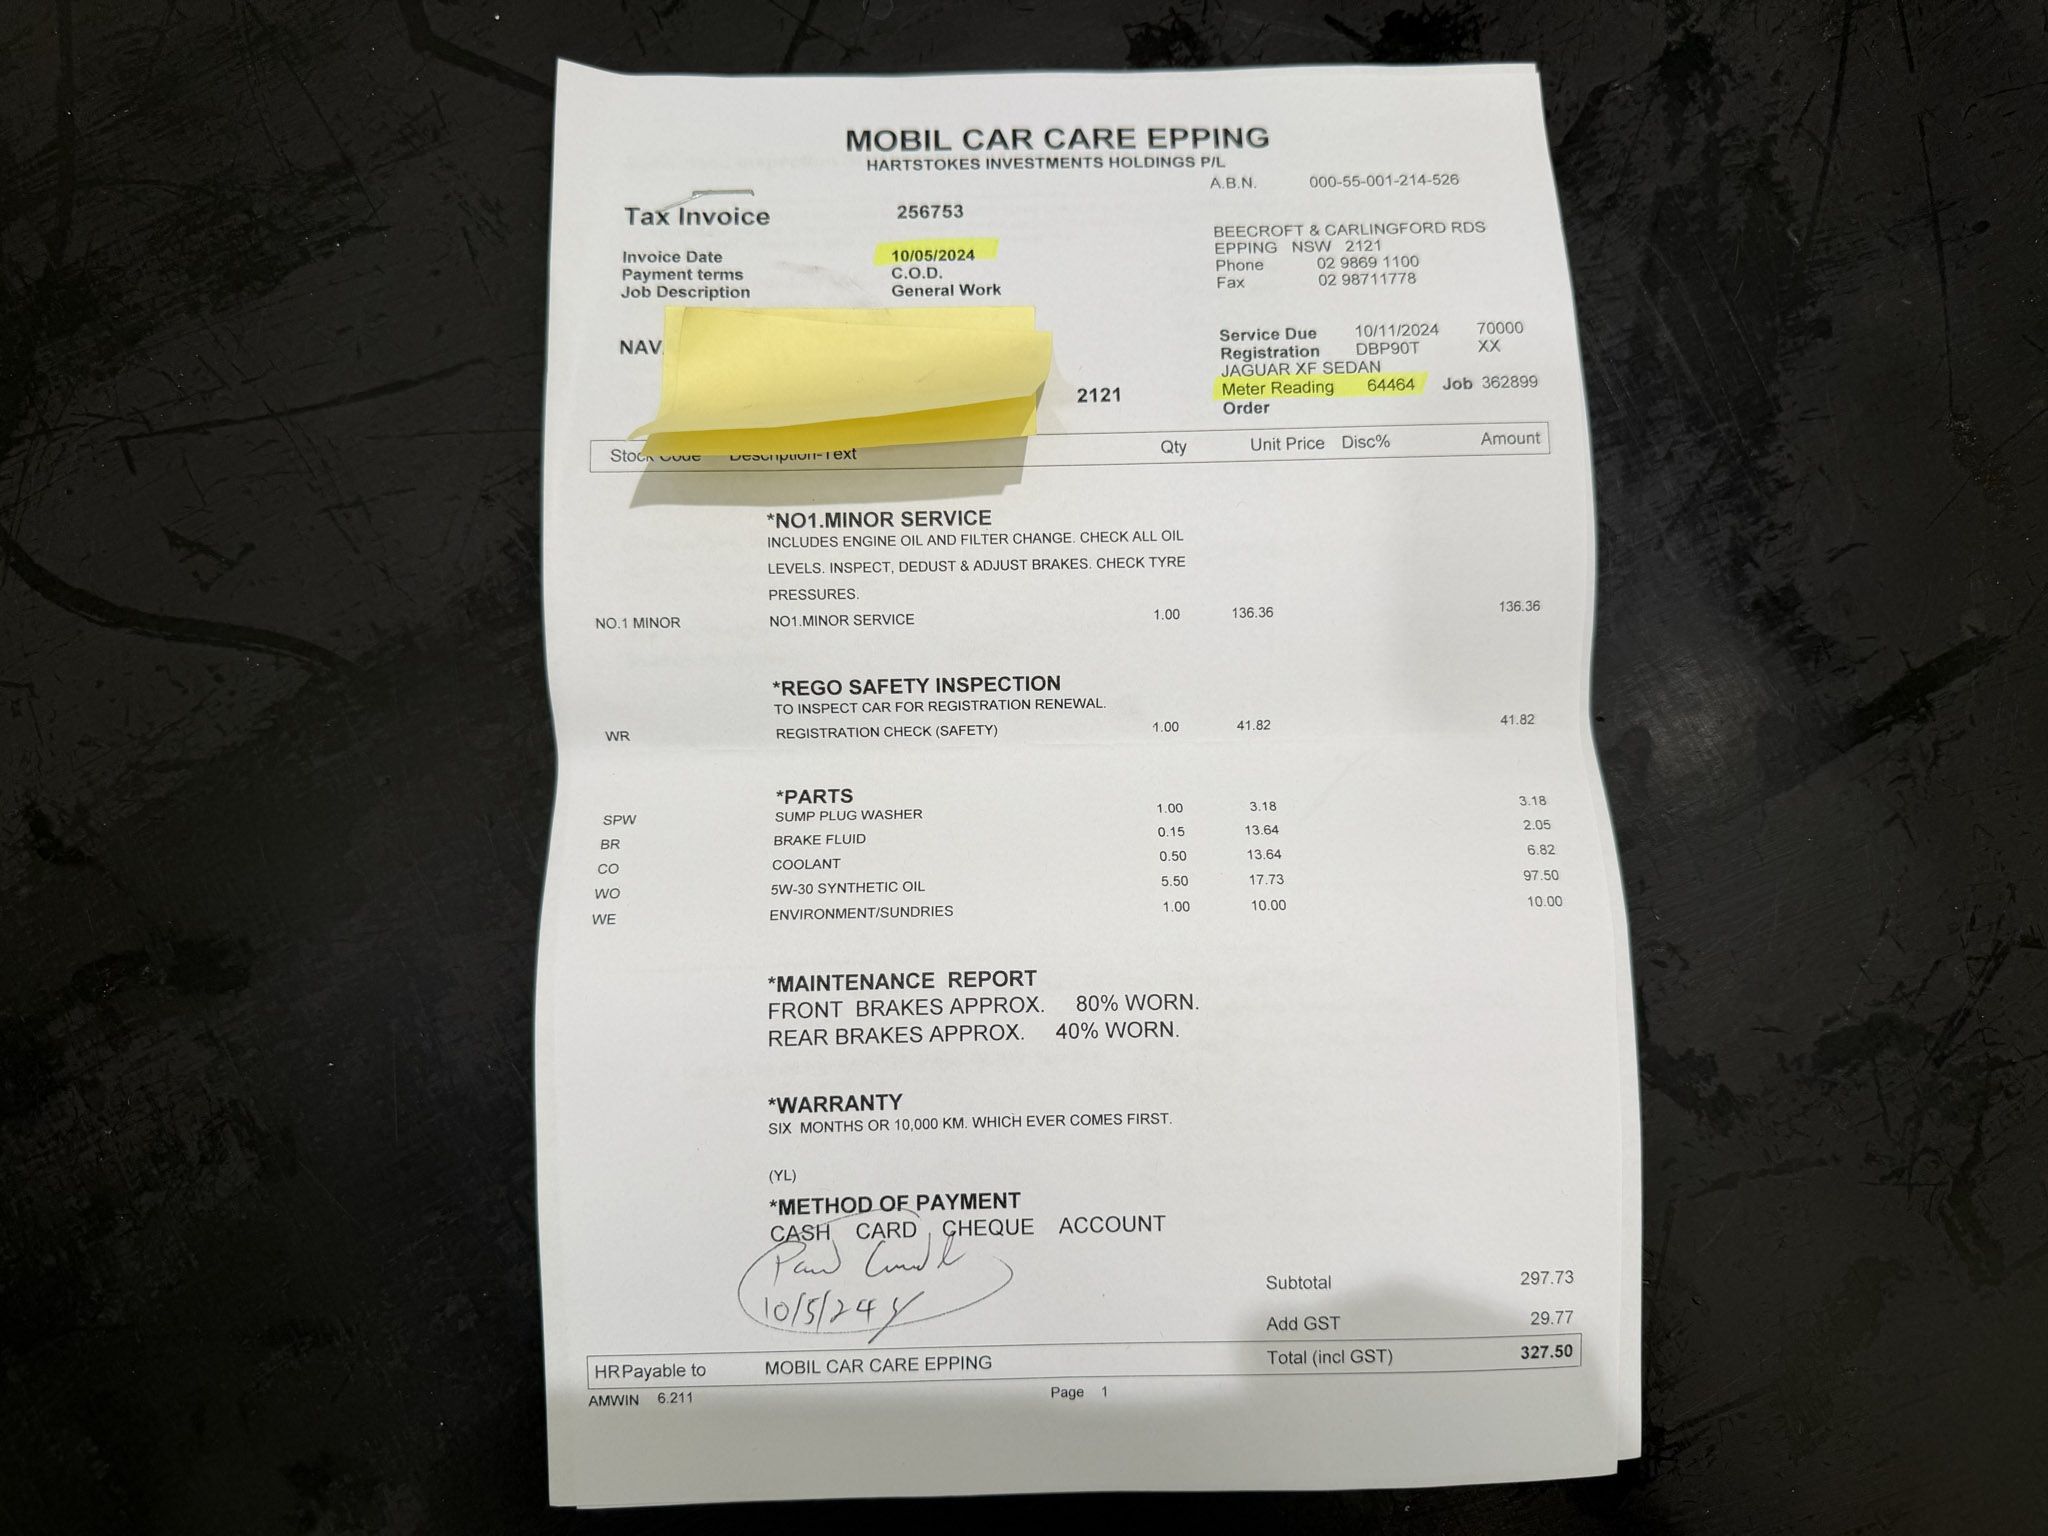 MOBIL CAR CARE EPPING
HARTSTOKES INVESTMENTS HOLDINGS P/L
A.B.N. 000-55-001-214-526
Tax Invoice 256753
BEECROFT & CARLINGFORD RDS
EPPING NSW 2121
Phone 02 9869 1100
Fax 02 98711778
Invoice Date 10/05/2024
Payment terms C.O.D.
Job Description General Work
Service Due 10/11/2024 70000
Registration DBP90T XX
JAGUAR XF SEDAN
Meter Reading 64464 Job 362899
Order
NAV
2121
Stock Code Description-Text Qty Unit Price Disc% Amount
*NO1.MINOR SERVICE
INCLUDES ENGINE OIL AND FILTER CHANGE. CHECK ALL OIL
LEVELS. INSPECT, DEDUST & ADJUST BRAKES. CHECK TYRE
PRESSURES.
NO.1 MINOR NO1.MINOR SERVICE 1.00 136.36 136.36
*REGO SAFETY INSPECTION
TO INSPECT CAR FOR REGISTRATION RENEWAL.
WR REGISTRATION CHECK (SAFETY) 1.00 41.82 41.82
*PARTS
SPW SUMP PLUG WASHER 1.00 3.18 3.18
BR BRAKE FLUID 0.15 13.64 2.05
CO COOLANT 0.50 13.64 6.82
WO 5W-30 SYNTHETIC OIL 5.50 17.73 97.50
WE ENVIRONMENT/SUNDRIES 1.00 10.00 10.00
*MAINTENANCE REPORT
FRONT BRAKES APPROX. 80% WORN.
REAR BRAKES APPROX. 40% WORN.
*WARRANTY
SIX MONTHS OR 10,000 KM. WHICH EVER COMES FIRST.
(YL)
*METHOD OF PAYMENT
CASH CARD CHEQUE ACCOUNT
Paid
10/5/24
Subtotal 297.73
Add GST 29.77
Total (incl GST) 327.50
HR Payable to MOBIL CAR CARE EPPING
AMWIN 6.211
Page 1